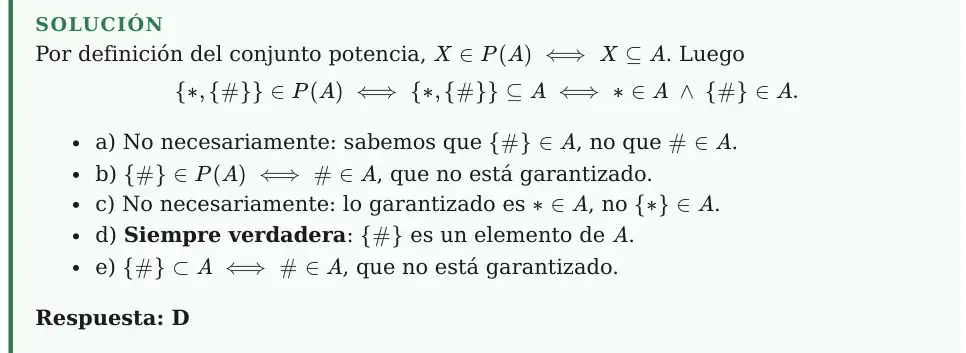 SOLUCIÓN
Por definición del conjunto potencia, X ∈ P(A) ⟺ X ⊆ A. Luego
{∗, {#}} ∈ P(A) ⟺ {∗, {#}} ⊆ A ⟺ ∗ ∈ A ∧ {#} ∈ A.
• a) No necesariamente: sabemos que {#} ∈ A, no que # ∈ A.
• b) {#} ∈ P(A) ⟺ # ∈ A, que no está garantizado.
• c) No necesariamente: lo garantizado es ∗ ∈ A, no {∗} ∈ A.
• d) Siempre verdadera: {#} es un elemento de A.
• e) {#} ⊂ A ⟺ # ∈ A, que no está garantizado.
Respuesta: D